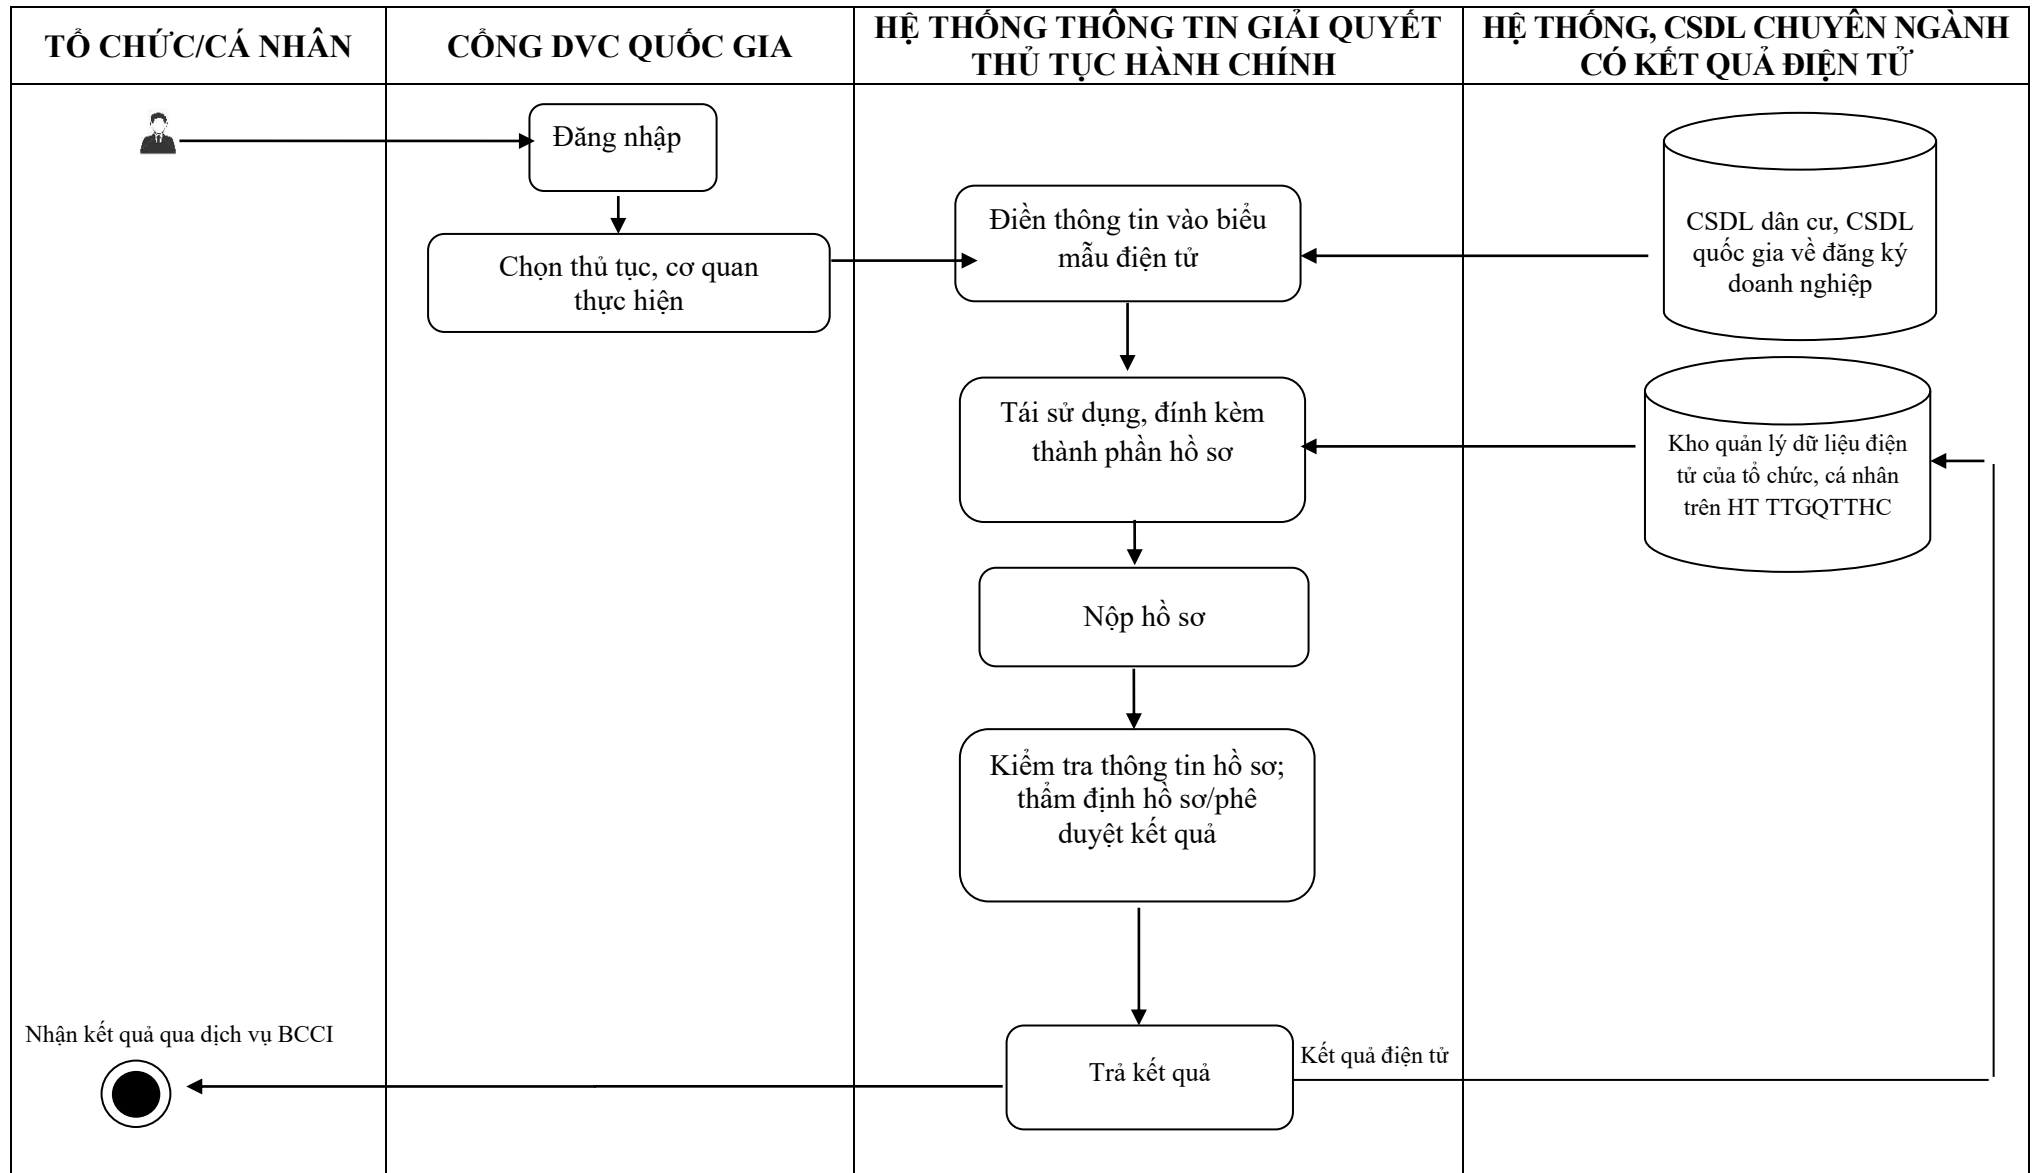 TỔ CHỨC/CÁ NHÂN
CỔNG DVC QUỐC GIA
HỆ THỐNG THÔNG TIN GIẢI QUYẾT
THỦ TỤC HÀNH CHÍNH
HỆ THỐNG, CSDL CHUYÊN NGÀNH
CÓ KẾT QUẢ ĐIỆN TỬ
Đăng nhập
Chọn thủ tục, cơ quan
thực hiện
Điền thông tin vào biểu
mẫu điện tử
CSDL dân cư, CSDL
quốc gia về đăng ký
doanh nghiệp
Tái sử dụng, đính kèm
thành phần hồ sơ
Kho quản lý dữ liệu điện
tử của tổ chức, cá nhân
trên HT TTGQTTHC
Nộp hồ sơ
Kiểm tra thông tin hồ sơ;
thẩm định hồ sơ/phê
duyệt kết quả
Nhận kết quả qua dịch vụ BCCI
Trả kết quả
Kết quả điện tử